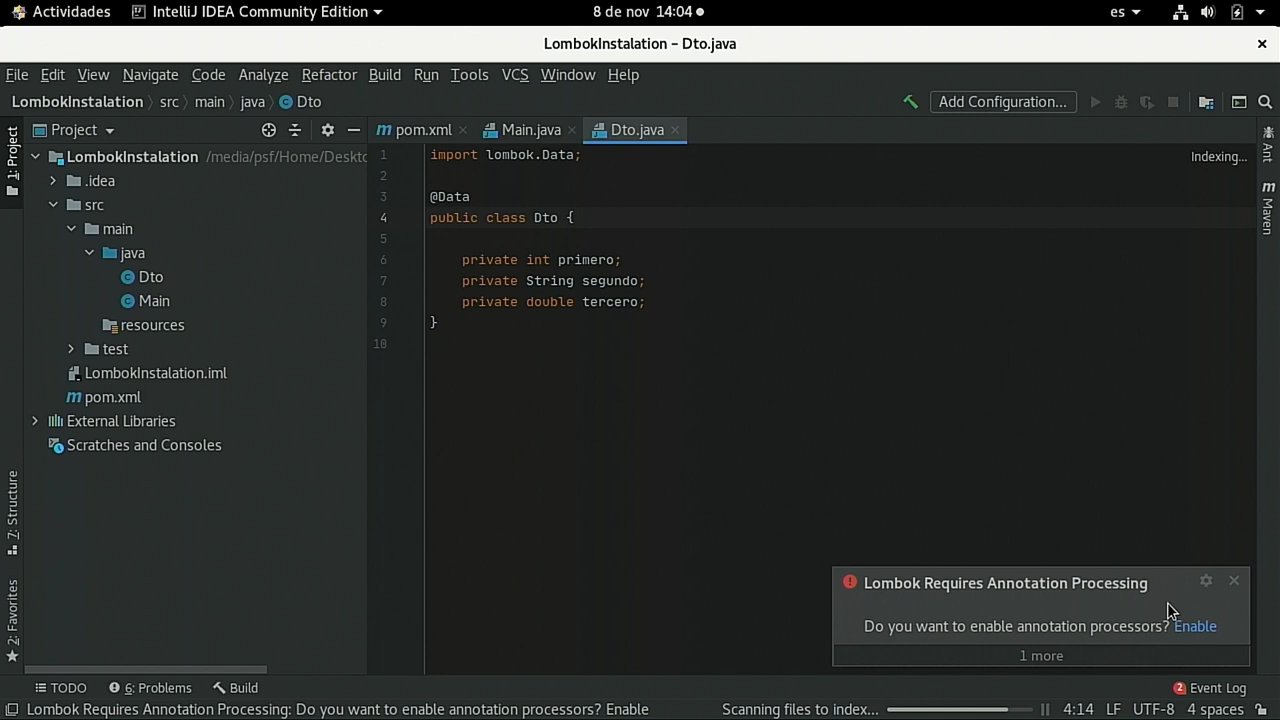 Actividades IntelliJ IDEA Community Edition 8 de nov 14:04 es
LombokInstalation – Dto.java
File Edit View Navigate Code Analyze Refactor Build Run Tools VCS Window Help
LombokInstalation src main java Dto Add Configuration...
1: Project
Project
pom.xml Main.java Dto.java
LombokInstalation /media/psf/Home/Deskto
.idea
src
main
java
Dto
Main
resources
test
LombokInstalation.iml
pom.xml
External Libraries
Scratches and Consoles
1 import lombok.Data;
2
3 @Data
4 public class Dto {
5
6 private int primero;
7 private String segundo;
8 private double tercero;
9 }
10
Indexing...
Ant
Maven
7: Structure
2: Favorites
Lombok Requires Annotation Processing
Do you want to enable annotation processors? Enable
1 more
TODO 6: Problems Build 2 Event Log
Lombok Requires Annotation Processing: Do you want to enable annotation processors? Enable Scanning files to index... 4:14 LF UTF-8 4 spaces